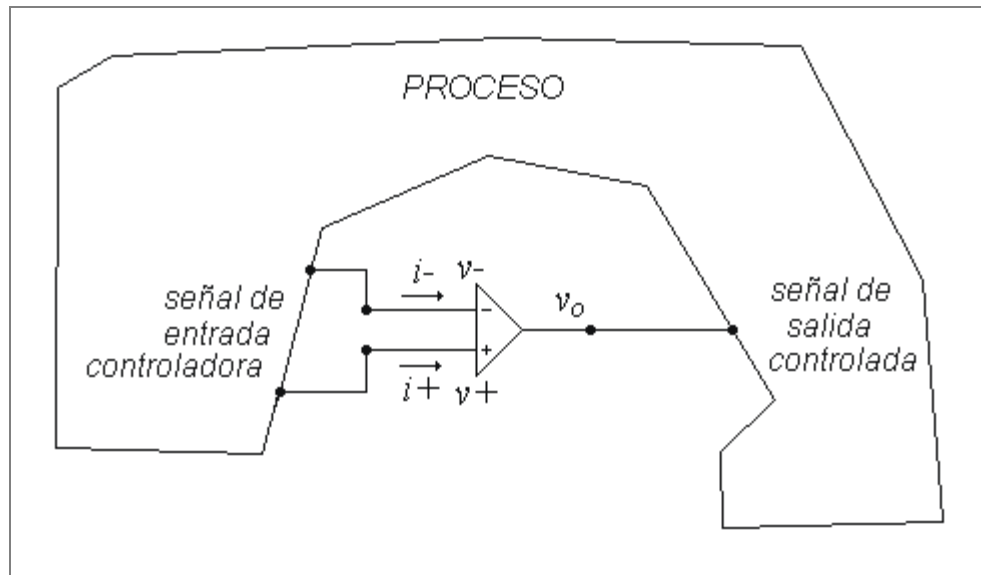 PROCESO
señal de
entrada
controladora
i-
v-
-
+
i+
v+
vo
señal de
salida
controlada